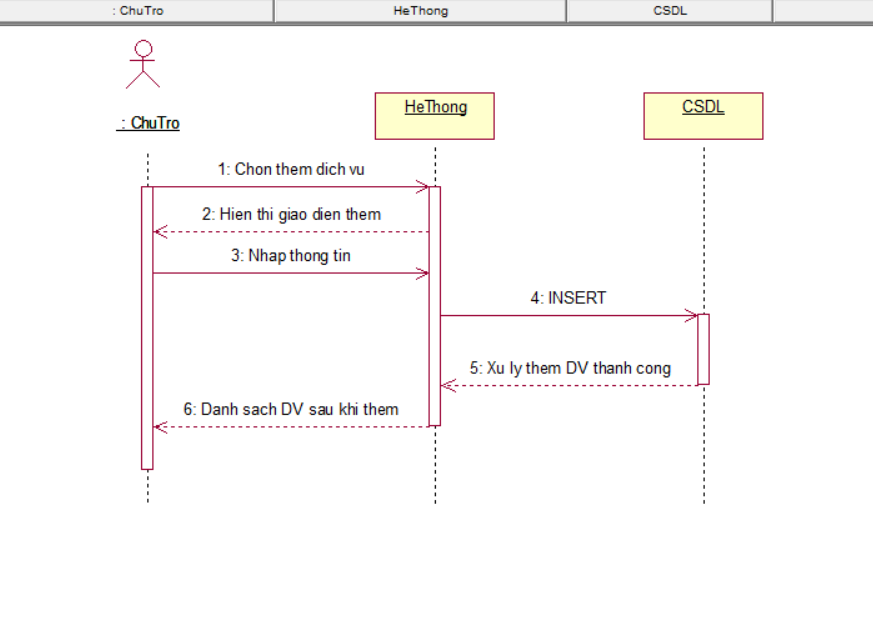 : ChuTro
HeThong
CSDL
: ChuTro
HeThong
CSDL
1: Chon them dich vu
2: Hien thi giao dien them
3: Nhap thong tin
4: INSERT
5: Xu ly them DV thanh cong
6: Danh sach DV sau khi them